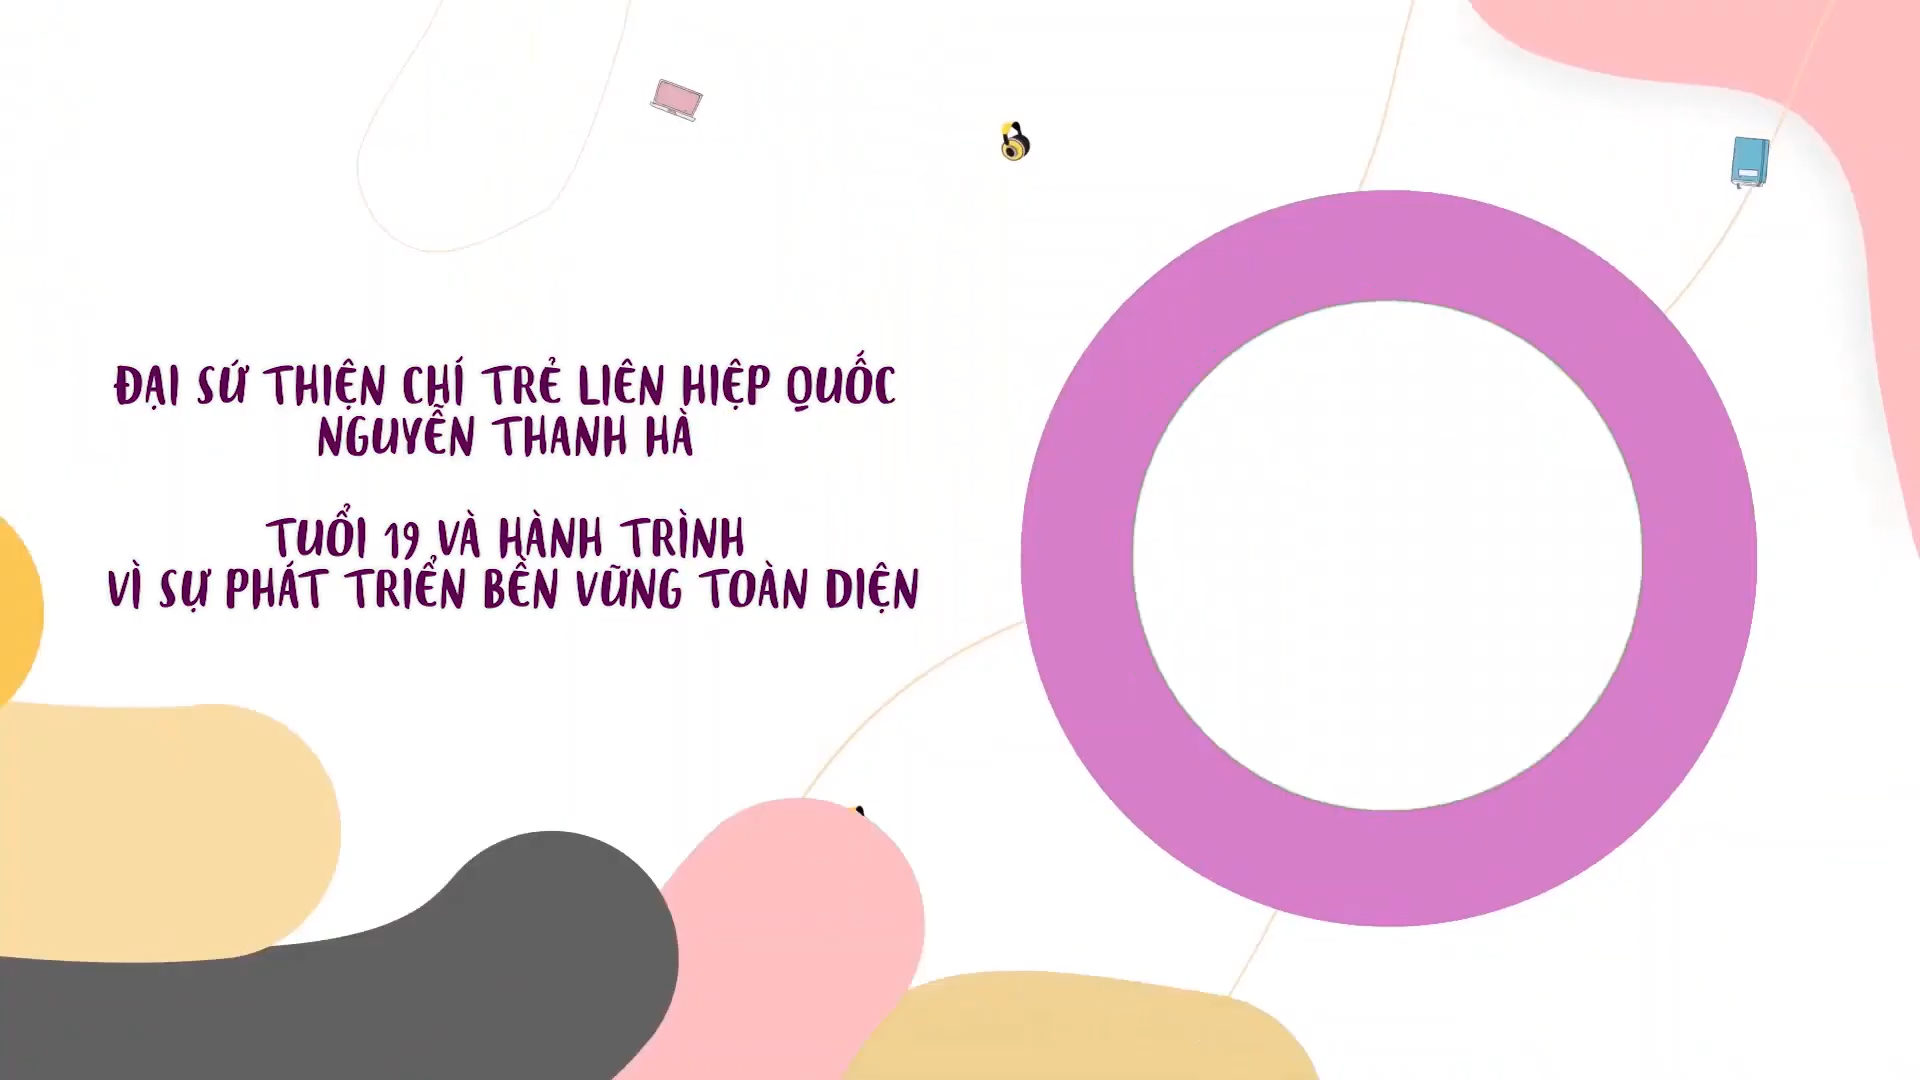 ĐẠI SỨ THIỆN CHÍ TRẺ LIÊN HIỆP QUỐC
NGUYỄN THANH HÀ
TUỔI 19 VÀ HÀNH TRÌNH
VÌ SỰ PHÁT TRIỂN BỀN VỮNG TOÀN DIỆN